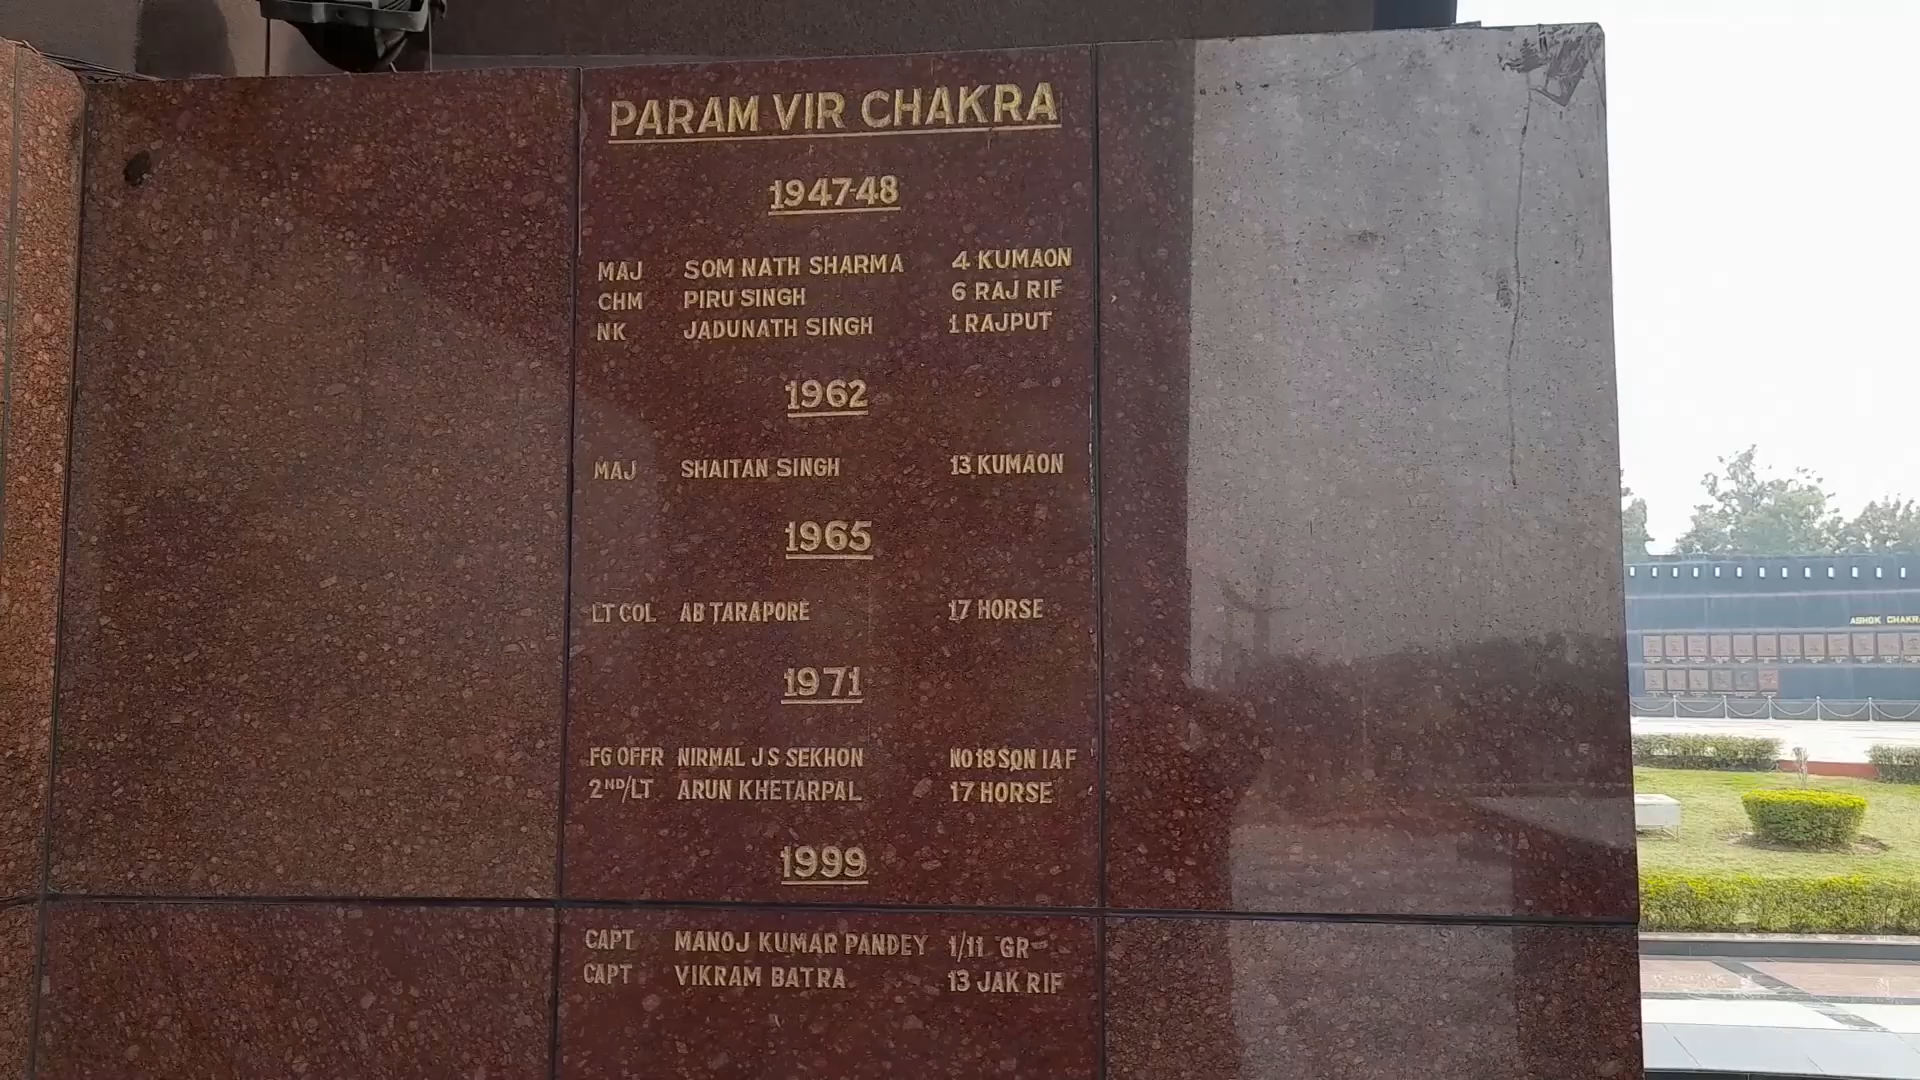 PARAM VIR CHAKRA
1947-48
MAJ SOM NATH SHARMA 4 KUMAON
CHM PIRU SINGH 6 RAJ RIF
NK JADUNATH SINGH 1 RAJPUT
1962
MAJ SHAITAN SINGH 13 KUMAON
1965
LT COL AB TARAPORE 17 HORSE
1971
FG OFFR NIRMAL J S SEKHON NO 18 SQN IAF
2ND/LT ARUN KHETARPAL 17 HORSE
1999
CAPT MANOJ KUMAR PANDEY 1/11 GR
CAPT VIKRAM BATRA 13 JAK RIF
ASHOK CHAKRA